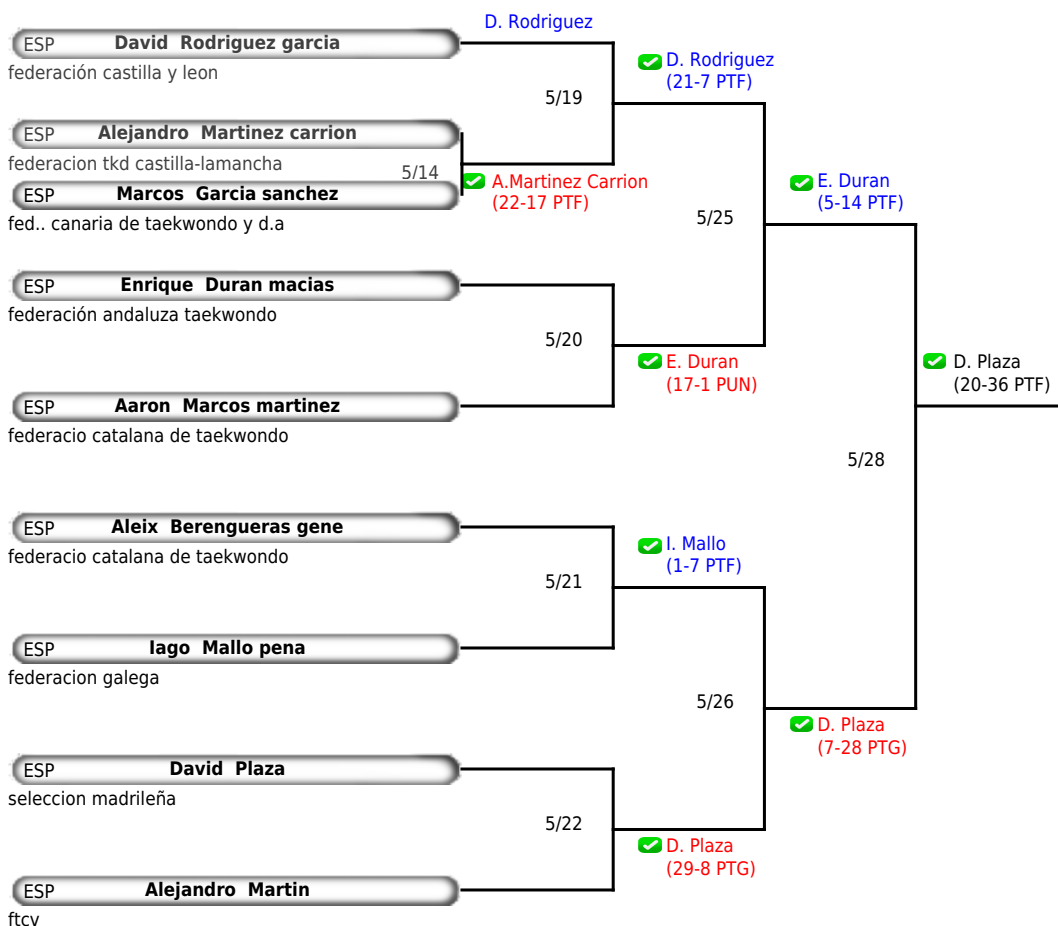 D. Rodriguez
ESP David Rodriguez garcia
federación castilla y leon
D. Rodriguez
(21-7 PTF)
5/19
ESP Alejandro Martinez carrion
federacion tkd castilla-lamancha
5/14
A.Martinez Carrion
(22-17 PTF)
ESP Marcos Garcia sanchez
fed.. canaria de taekwondo y d.a
E. Duran
(5-14 PTF)
5/25
ESP Enrique Duran macias
federación andaluza taekwondo
5/20
E. Duran
(17-1 PUN)
D. Plaza
(20-36 PTF)
ESP Aaron Marcos martinez
federacio catalana de taekwondo
5/28
ESP Aleix Berengueras gene
federacio catalana de taekwondo
I. Mallo
(1-7 PTF)
5/21
ESP Iago Mallo pena
federacion galega
5/26
D. Plaza
(7-28 PTG)
ESP David Plaza
seleccion madrileña
5/22
D. Plaza
(29-8 PTG)
ESP Alejandro Martin
ftcv